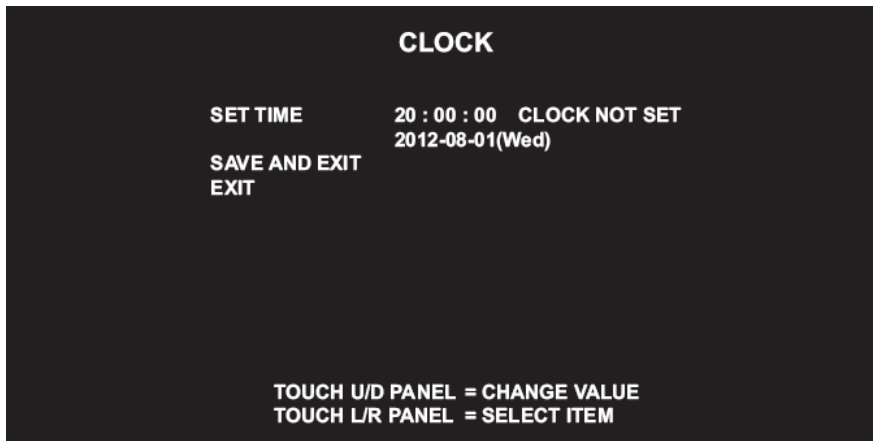 CLOCK
SET TIME 20 : 00 : 00 CLOCK NOT SET
2012-08-01(Wed)
SAVE AND EXIT
EXIT
TOUCH U/D PANEL = CHANGE VALUE
TOUCH L/R PANEL = SELECT ITEM